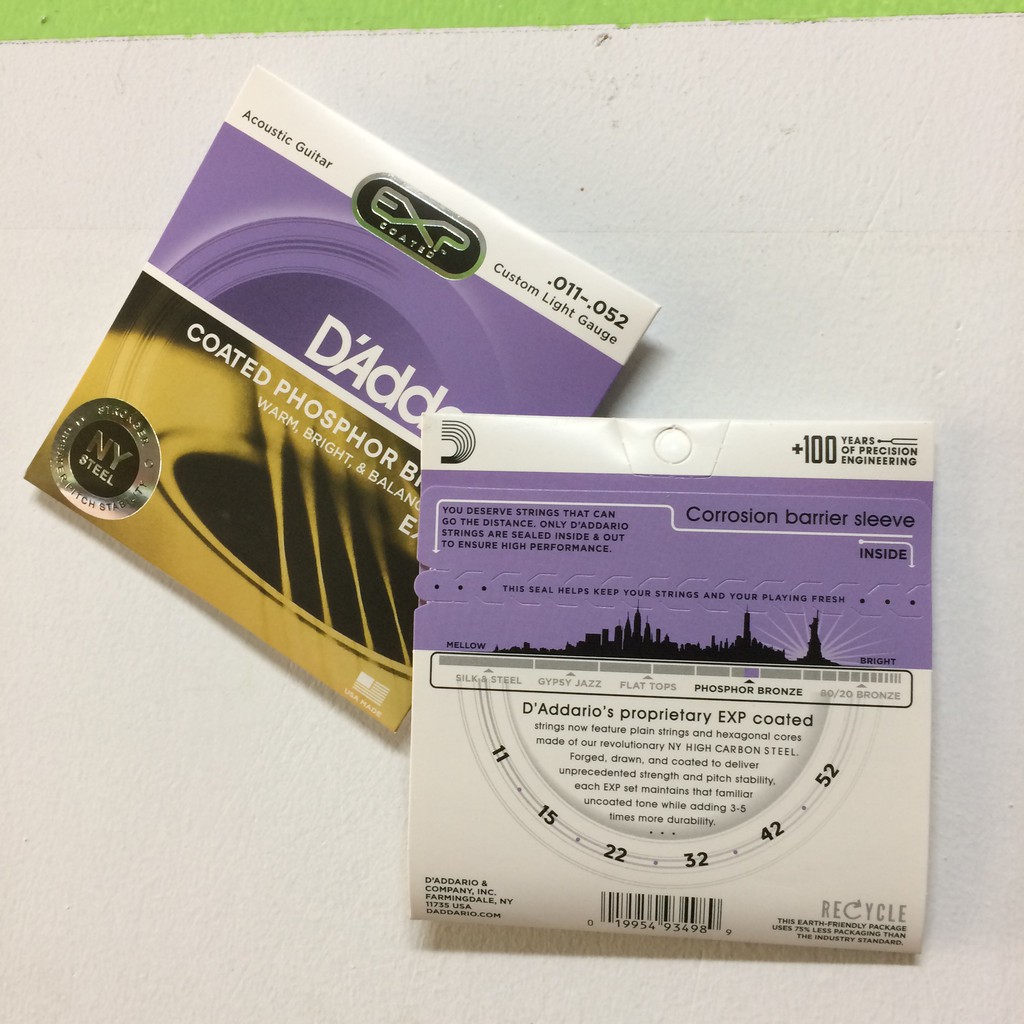 Acoustic Guitar
EXP
COATED
.011-.052
Custom Light Gauge
D'Adda
COATED PHOSPHOR B
WARM, BRIGHT, & BALANC
EX
NY
STEEL
USA MADE
+100 YEARS
OF PRECISION
ENGINEERING
YOU DESERVE STRINGS THAT CAN
GO THE DISTANCE. ONLY D'ADDARIO
STRINGS ARE SEALED INSIDE & OUT
TO ENSURE HIGH PERFORMANCE.
Corrosion barrier sleeve
INSIDE
THIS SEAL HELPS KEEP YOUR STRINGS AND YOUR PLAYING FRESH
MELLOW
BRIGHT
SILK & STEEL GYPSY JAZZ FLAT TOPS PHOSPHOR BRONZE 80/20 BRONZE
D'Addario's proprietary EXP coated
strings now feature plain strings and hexagonal cores
made of our revolutionary NY HIGH CARBON STEEL.
Forged, drawn, and coated to deliver
unprecedented strength and pitch stability,
each EXP set maintains that familiar
uncoated tone while adding 3-5
times more durability.
11 15 22 32 42 52
D'ADDARIO &
COMPANY, INC.
FARMINGDALE, NY
11735 USA
DADDARIO.COM
0 19954 93498 9
RECYCLE
THIS EARTH-FRIENDLY PACKAGE
USES 75% LESS PACKAGING THAN
THE INDUSTRY STANDARD.